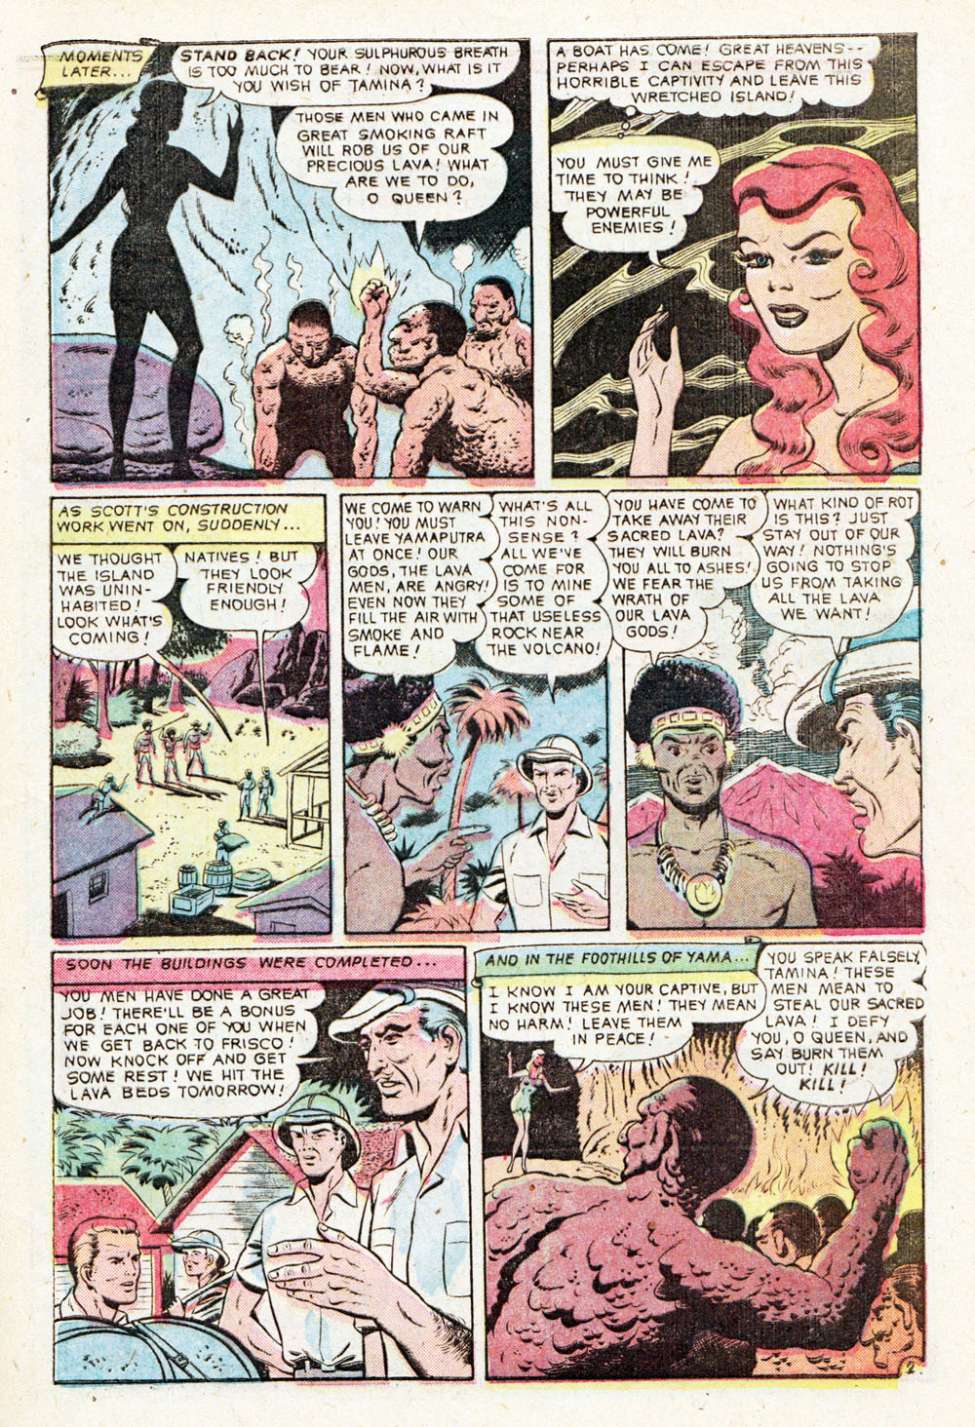 MOMENTS
LATER...
STAND BACK! YOUR SULPHUROUS BREATH
IS TOO MUCH TO BEAR! NOW, WHAT IS IT
YOU WISH OF TAMINA?
THOSE MEN WHO CAME IN
GREAT SMOKING RAFT
WILL ROB US OF OUR
PRECIOUS LAVA! WHAT
ARE WE TO DO,
O QUEEN?
A BOAT HAS COME! GREAT HEAVENS--
PERHAPS I CAN ESCAPE FROM THIS
HORRIBLE CAPTIVITY AND LEAVE THIS
WRETCHED ISLAND!
YOU MUST GIVE ME
TIME TO THINK!
THEY MAY BE
POWERFUL
ENEMIES!
AS SCOTT'S CONSTRUCTION
WORK WENT ON, SUDDENLY...
WE THOUGHT
THE ISLAND
WAS UNIN-
HABITED!
LOOK WHAT'S
COMING!
NATIVES! BUT
THEY LOOK
FRIENDLY
ENOUGH!
WE COME TO WARN
YOU! YOU MUST
LEAVE YAMAPUTRA
AT ONCE! OUR
GODS, THE LAVA
MEN, ARE ANGRY!
EVEN NOW THEY
FILL THE AIR WITH
SMOKE AND
FLAME!
WHAT'S ALL
THIS NON-
SENSE?
ALL WE'VE
COME FOR
IS TO MINE
SOME OF
THAT USELESS
ROCK NEAR
THE VOLCANO!
YOU HAVE COME TO
TAKE AWAY THEIR
SACRED LAVA?
THEY WILL BURN
YOU ALL TO ASHES!
WE FEAR THE
WRATH OF
OUR LAVA
GODS!
WHAT KIND OF ROT
IS THIS? JUST
STAY OUT OF OUR
WAY! NOTHING'S
GOING TO STOP
US FROM TAKING
ALL THE LAVA
WE WANT!
SOON THE BUILDINGS WERE COMPLETED...
YOU MEN HAVE DONE A GREAT
JOB! THERE'LL BE A BONUS
FOR EACH ONE OF YOU WHEN
WE GET BACK TO FRISCO!
NOW KNOCK OFF AND GET
SOME REST! WE HIT THE
LAVA BEDS TOMORROW!
AND IN THE FOOTHILLS OF YAMA...
I KNOW I AM YOUR CAPTIVE, BUT
I KNOW THESE MEN! THEY MEAN
NO HARM! LEAVE THEM
IN PEACE!
YOU SPEAK FALSELY,
TAMINA! THESE
MEN MEAN TO
STEAL OUR SACRED
LAVA! I DEFY
YOU, O QUEEN, AND
SAY BURN THEM
OUT! KILL!
KILL!
2